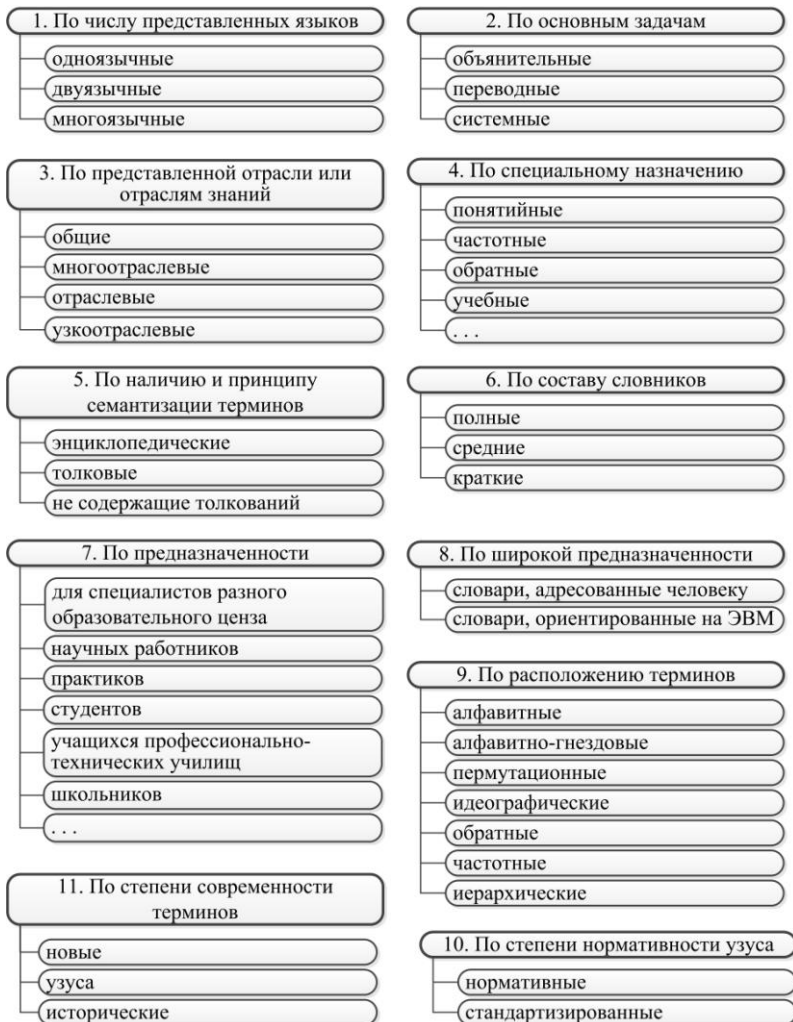 1. По числу представленных языков
одноязычные
двуязычные
многоязычные
2. По основным задачам
объянительные
переводные
системные
3. По представленной отрасли или
отраслям знаний
общие
многоотраслевые
отраслевые
узкоотраслевые
4. По специальному назначению
понятийные
частотные
обратные
учебные
. . .
5. По наличию и принципу
семантизации терминов
энциклопедические
толковые
не содержащие толкований
6. По составу словников
полные
средние
краткие
7. По предназначенности
для специалистов разного
образовательного ценза
научных работников
практиков
студентов
учащихся профессионально-
технических училищ
школьников
. . .
8. По широкой предназначенности
словари, адресованные человеку
словари, ориентированные на ЭВМ
9. По расположению терминов
алфавитные
алфавитно-гнездовые
пермутационные
идеографические
обратные
частотные
иерархические
11. По степени современности
терминов
новые
узуса
исторические
10. По степени нормативности узуса
нормативные
стандартизированные